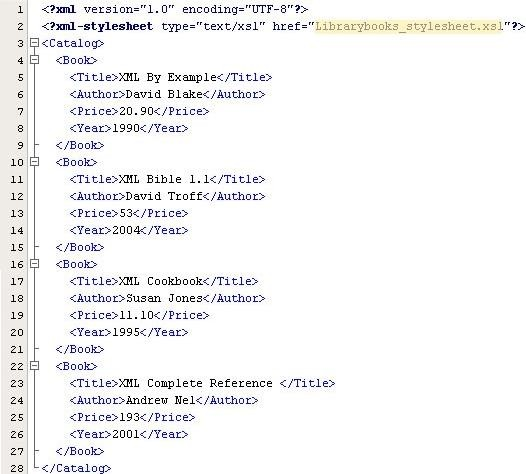 1 <?xml version="1.0" encoding="UTF-8"?>
2 <?xml-stylesheet type="text/xsl" href="Librarybooks_stylesheet.xsl"?>
3 <Catalog>
4 <Book>
5 <Title>XML By Example</Title>
6 <Author>David Blake</Author>
7 <Price>20.90</Price>
8 <Year>1990</Year>
9 </Book>
10 <Book>
11 <Title>XML Bible 1.1</Title>
12 <Author>David Troff</Author>
13 <Price>53</Price>
14 <Year>2004</Year>
15 </Book>
16 <Book>
17 <Title>XML Cookbook</Title>
18 <Author>Susan Jones</Author>
19 <Price>11.10</Price>
20 <Year>1995</Year>
21 </Book>
22 <Book>
23 <Title>XML Complete Reference </Title>
24 <Author>Andrew Nel</Author>
25 <Price>193</Price>
26 <Year>2001</Year>
27 </Book>
28 </Catalog>